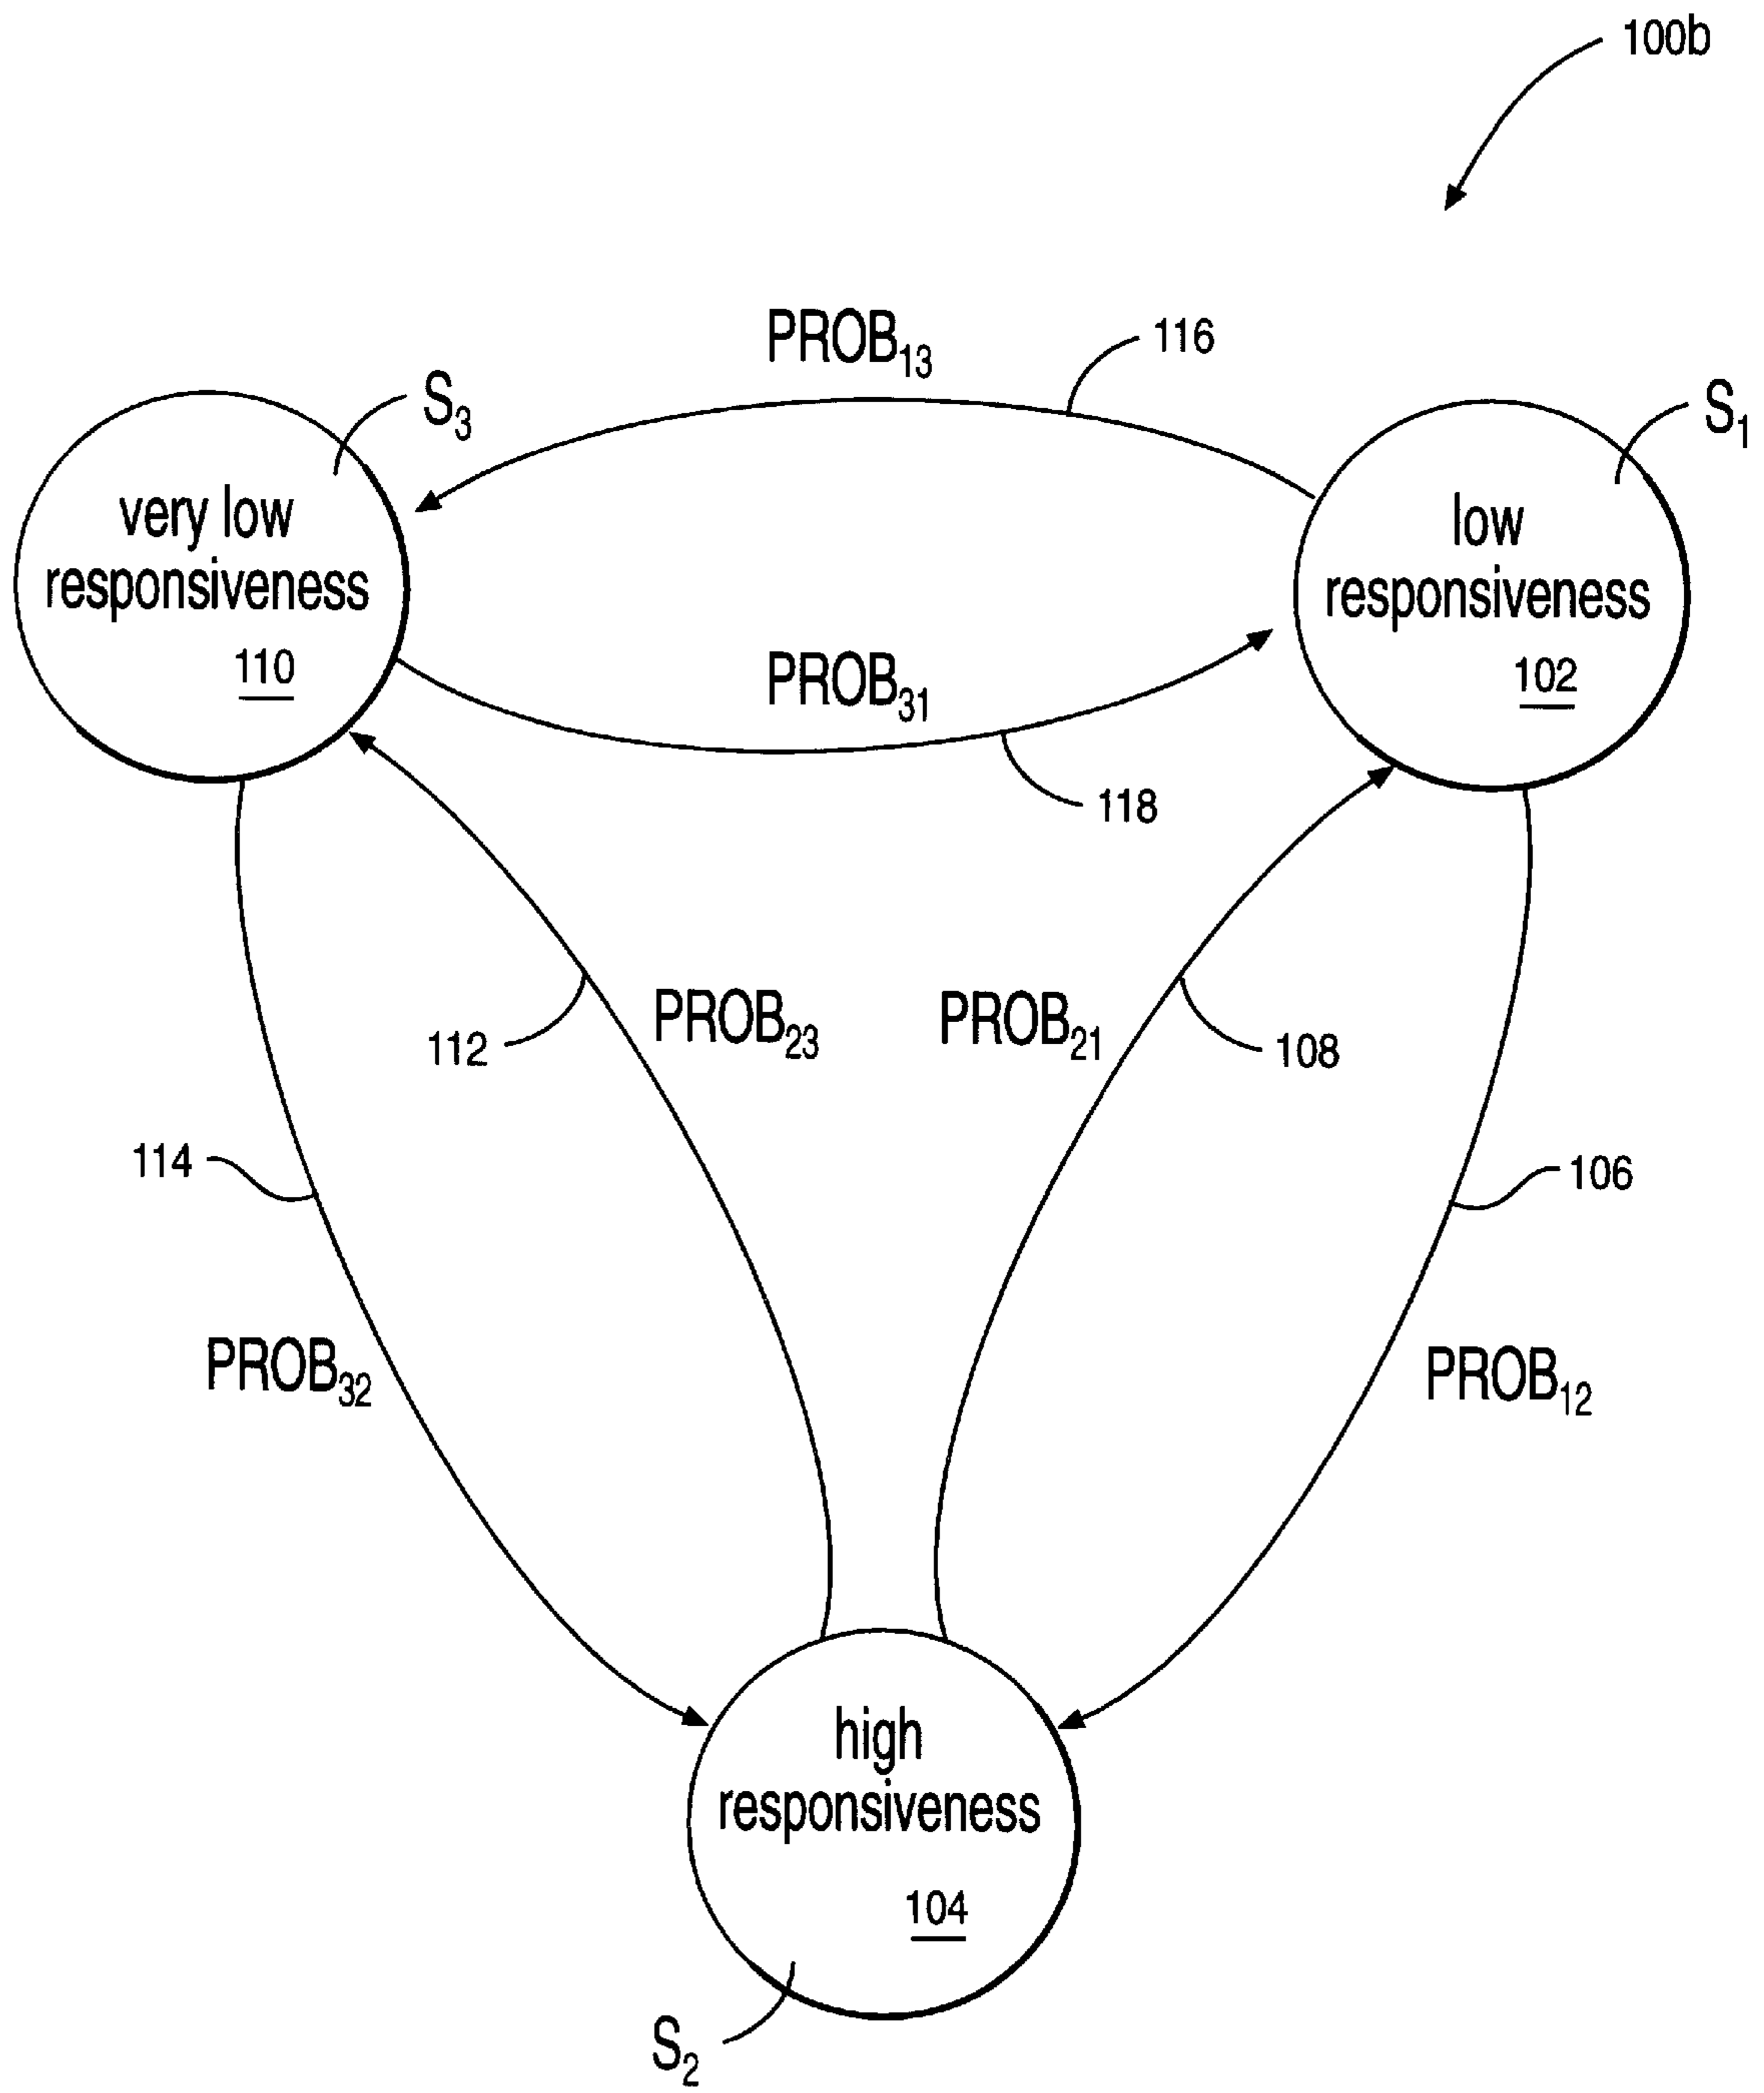 100b
PROB₁₃
116
S₃
S₁
very low
responsiveness
110
low
responsiveness
102
PROB₃₁
118
112
PROB₂₃
PROB₂₁
108
114
106
PROB₃₂
PROB₁₂
high
responsiveness
104
S₂